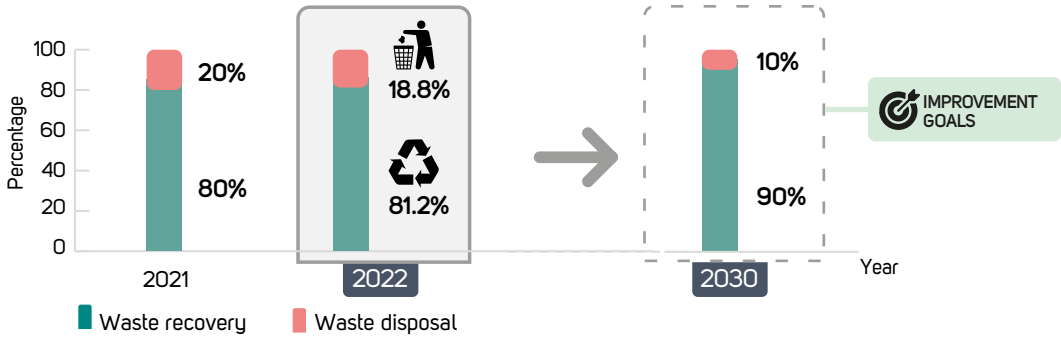 Percentage
100
80
60
40
20
0
20%
80%
2021
18.8%
81.2%
2022
10%
90%
2030
Year
IMPROVEMENT
GOALS
Waste recovery
Waste disposal